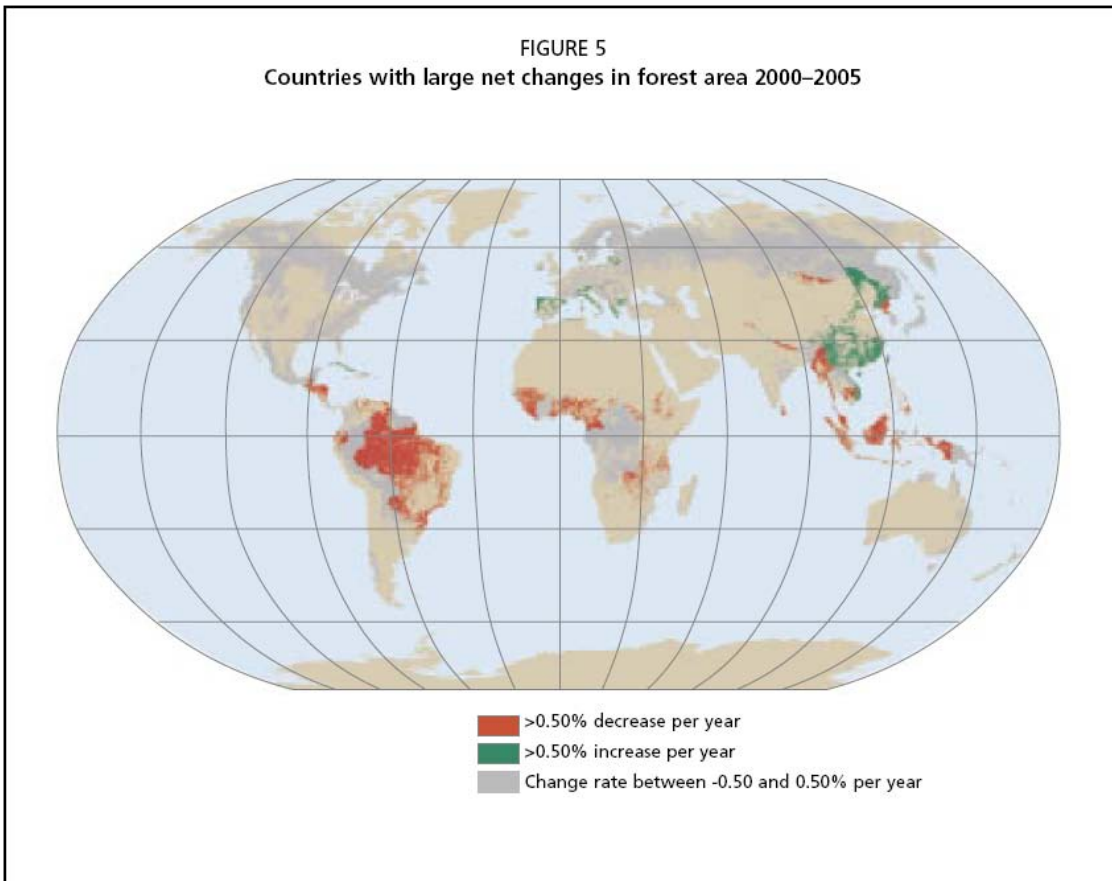 FIGURE 5
Countries with large net changes in forest area 2000–2005
>0.50% decrease per year
>0.50% increase per year
Change rate between -0.50 and 0.50% per year